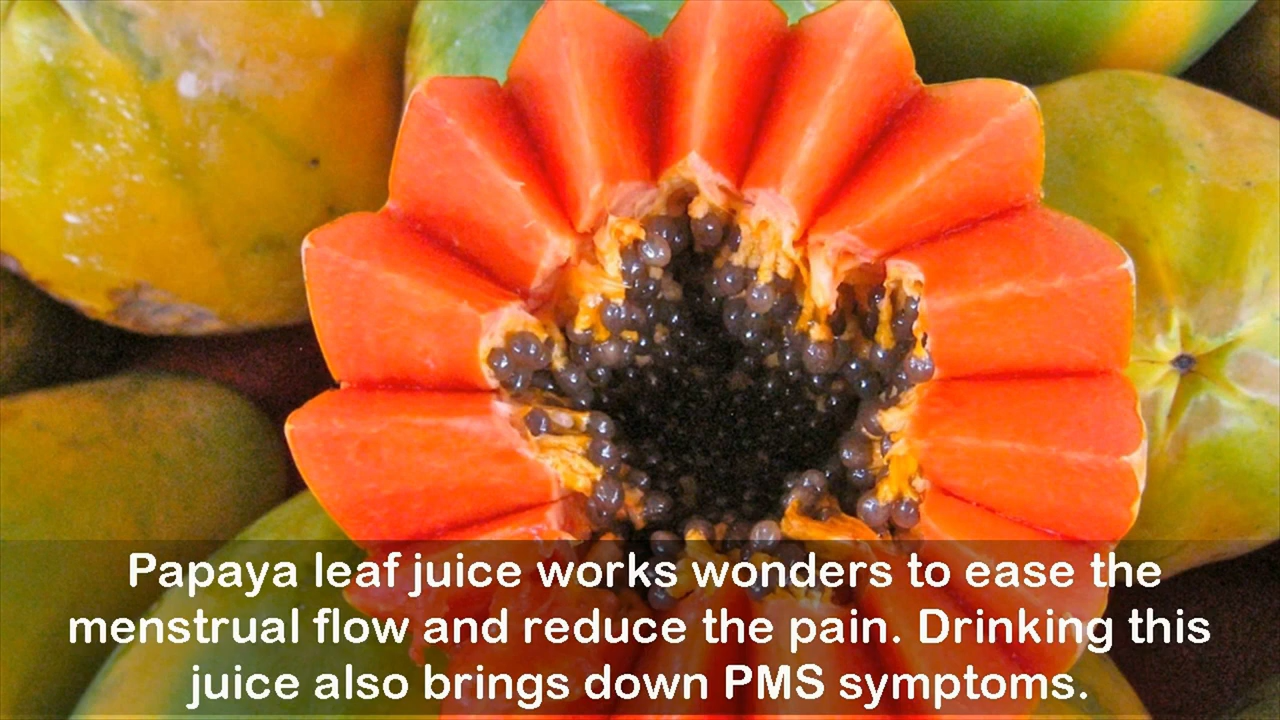 Papaya leaf juice works wonders to ease the
menstrual flow and reduce the pain. Drinking this
juice also brings down PMS symptoms.